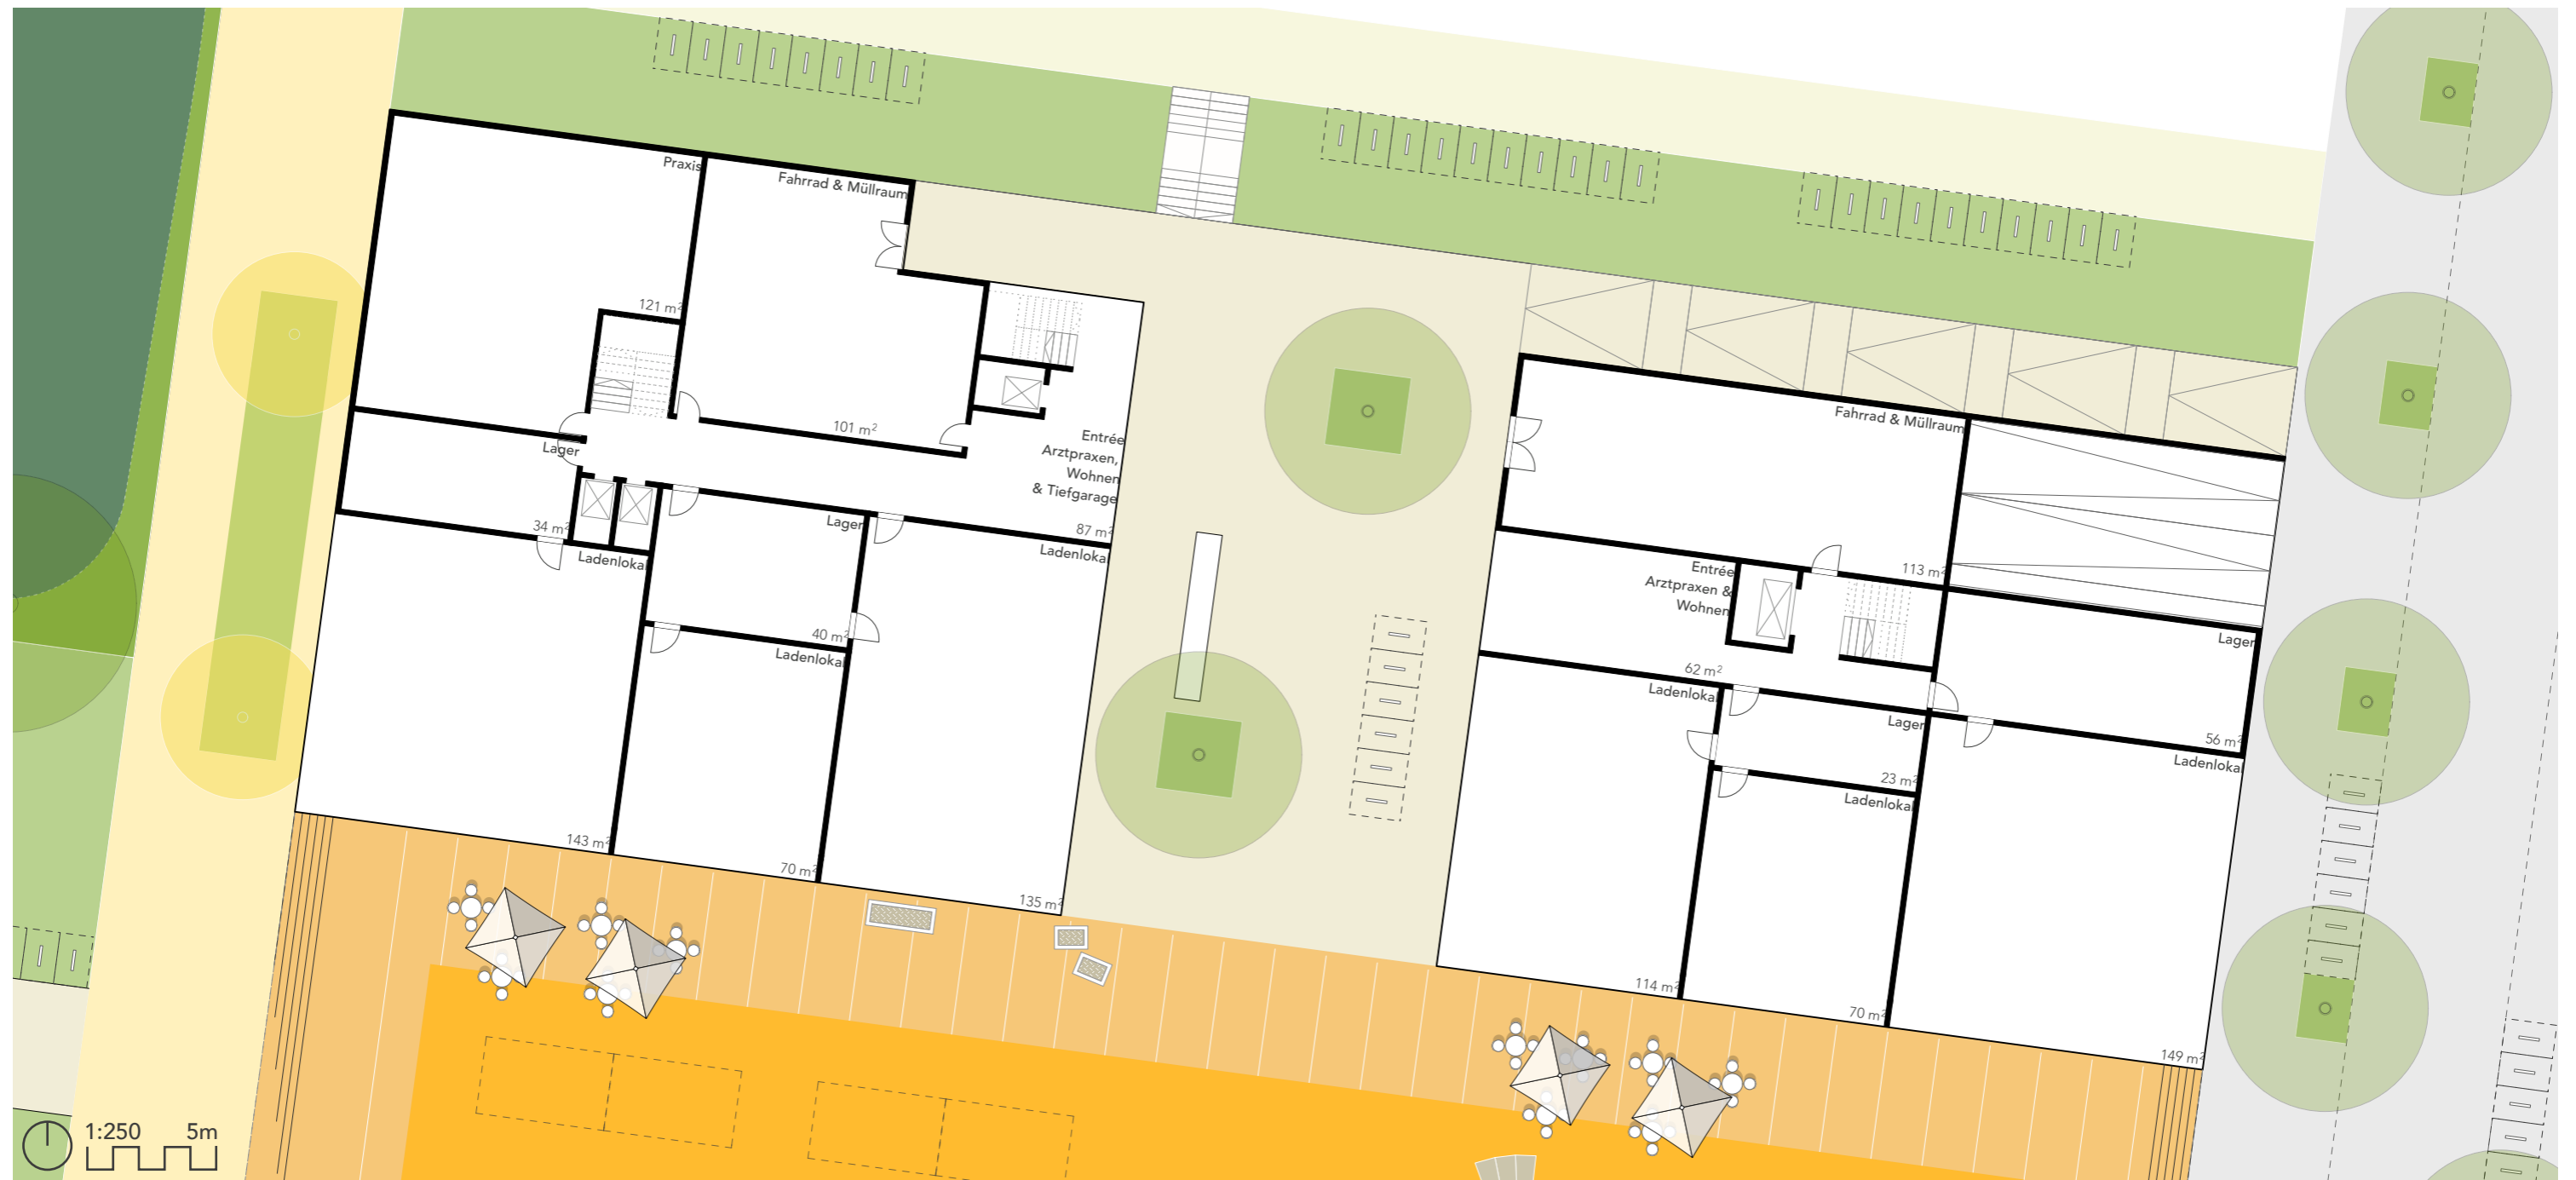 Praxis
121 m²
Fahrrad & Müllraum
101 m²
Entrée
Arztpraxen,
Wohnen
& Tiefgarage
87 m²
Lager
34 m²
Ladenlokal
143 m²
Lager
40 m²
Ladenlokal
70 m²
Ladenlokal
135 m²
Fahrrad & Müllraum
113 m²
Entrée
Arztpraxen &
Wohnen
62 m²
Lager
56 m²
Ladenlokal
114 m²
Lager
23 m²
Ladenlokal
70 m²
Ladenlokal
149 m²
1:250 5m